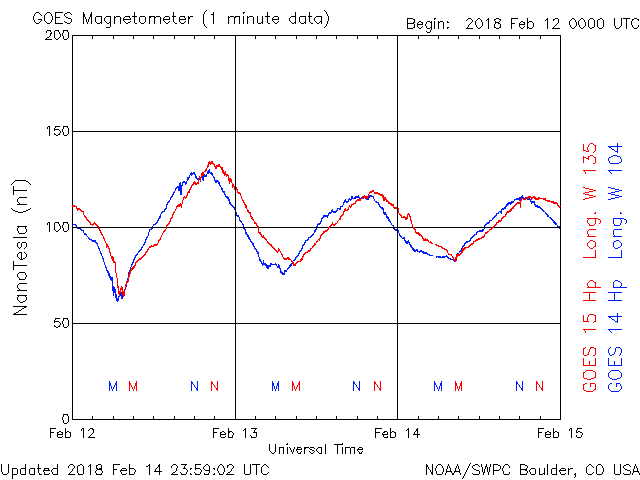 GOES Magnetometer (1 minute data)
Begin: 2018 Feb 12 0000 UTC
200
150
100
50
0
NanoTesla (nT)
M M N N M M N N M M N N
Feb 12 Feb 13 Feb 14 Feb 15
Universal Time
GOES 15 Hp Long. W 135
GOES 14 Hp Long. W 104
Updated 2018 Feb 14 23:59:02 UTC
NOAA/SWPC Boulder, CO USA